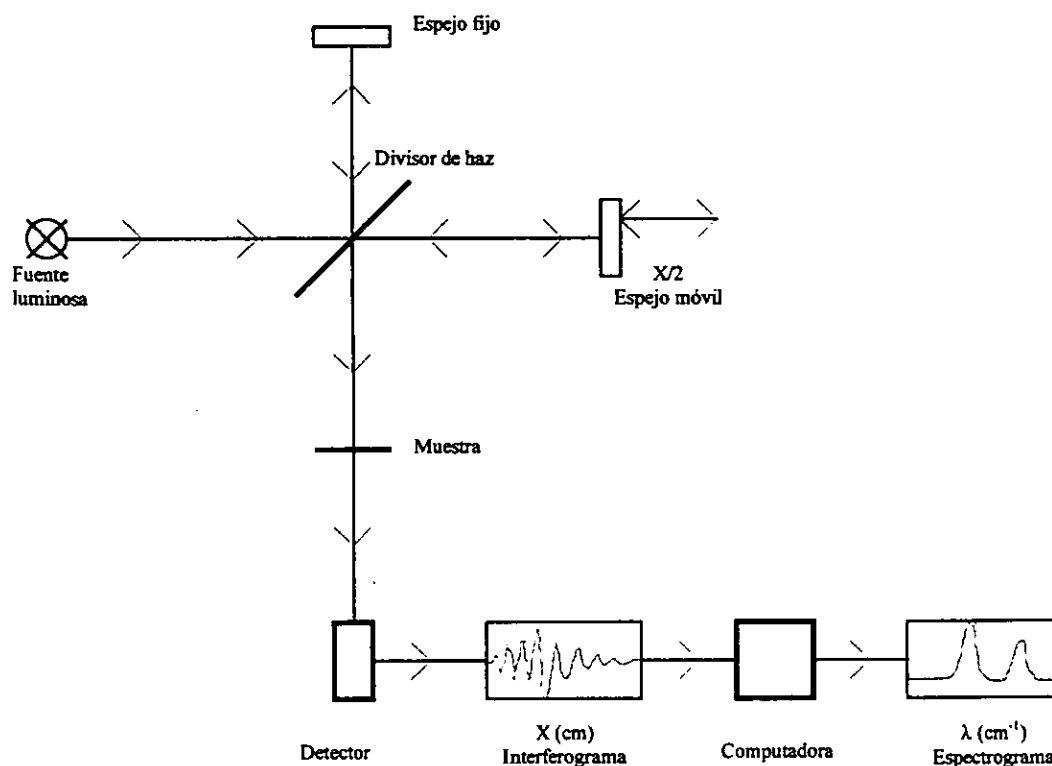 Espejo fijo
Divisor de haz
Fuente
luminosa
X/2
Espejo móvil
Muestra
Detector
X (cm)
Interferograma
Computadora
λ (cm⁻¹)
Espectrograma